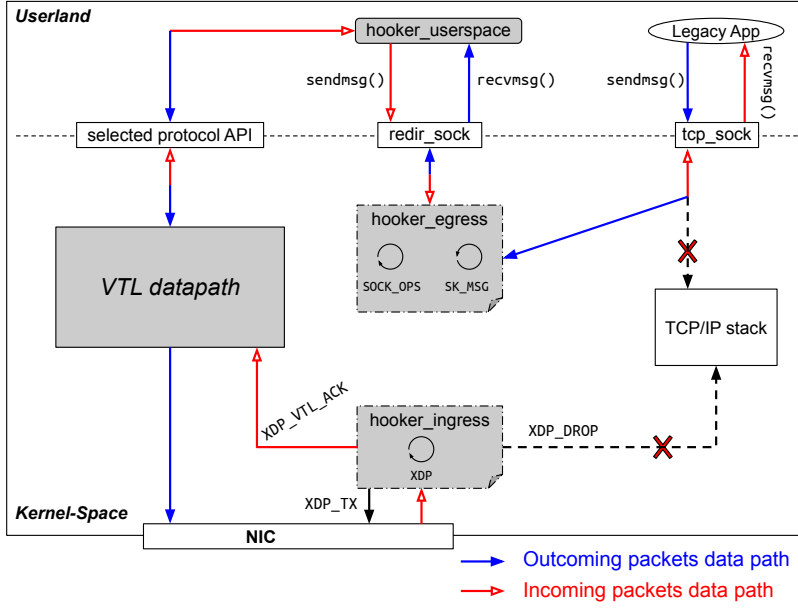 Userland
hooker_userspace
Legacy App
sendmsg()
recvmsg()
sendmsg()
recvmsg()
selected protocol API
redir_sock
tcp_sock
hooker_egress
SOCK_OPS
SK_MSG
VTL datapath
TCP/IP stack
XDP_VTL_ACK
hooker_ingress
XDP
XDP_DROP
XDP_TX
Kernel-Space
NIC
Outcoming packets data path
Incoming packets data path